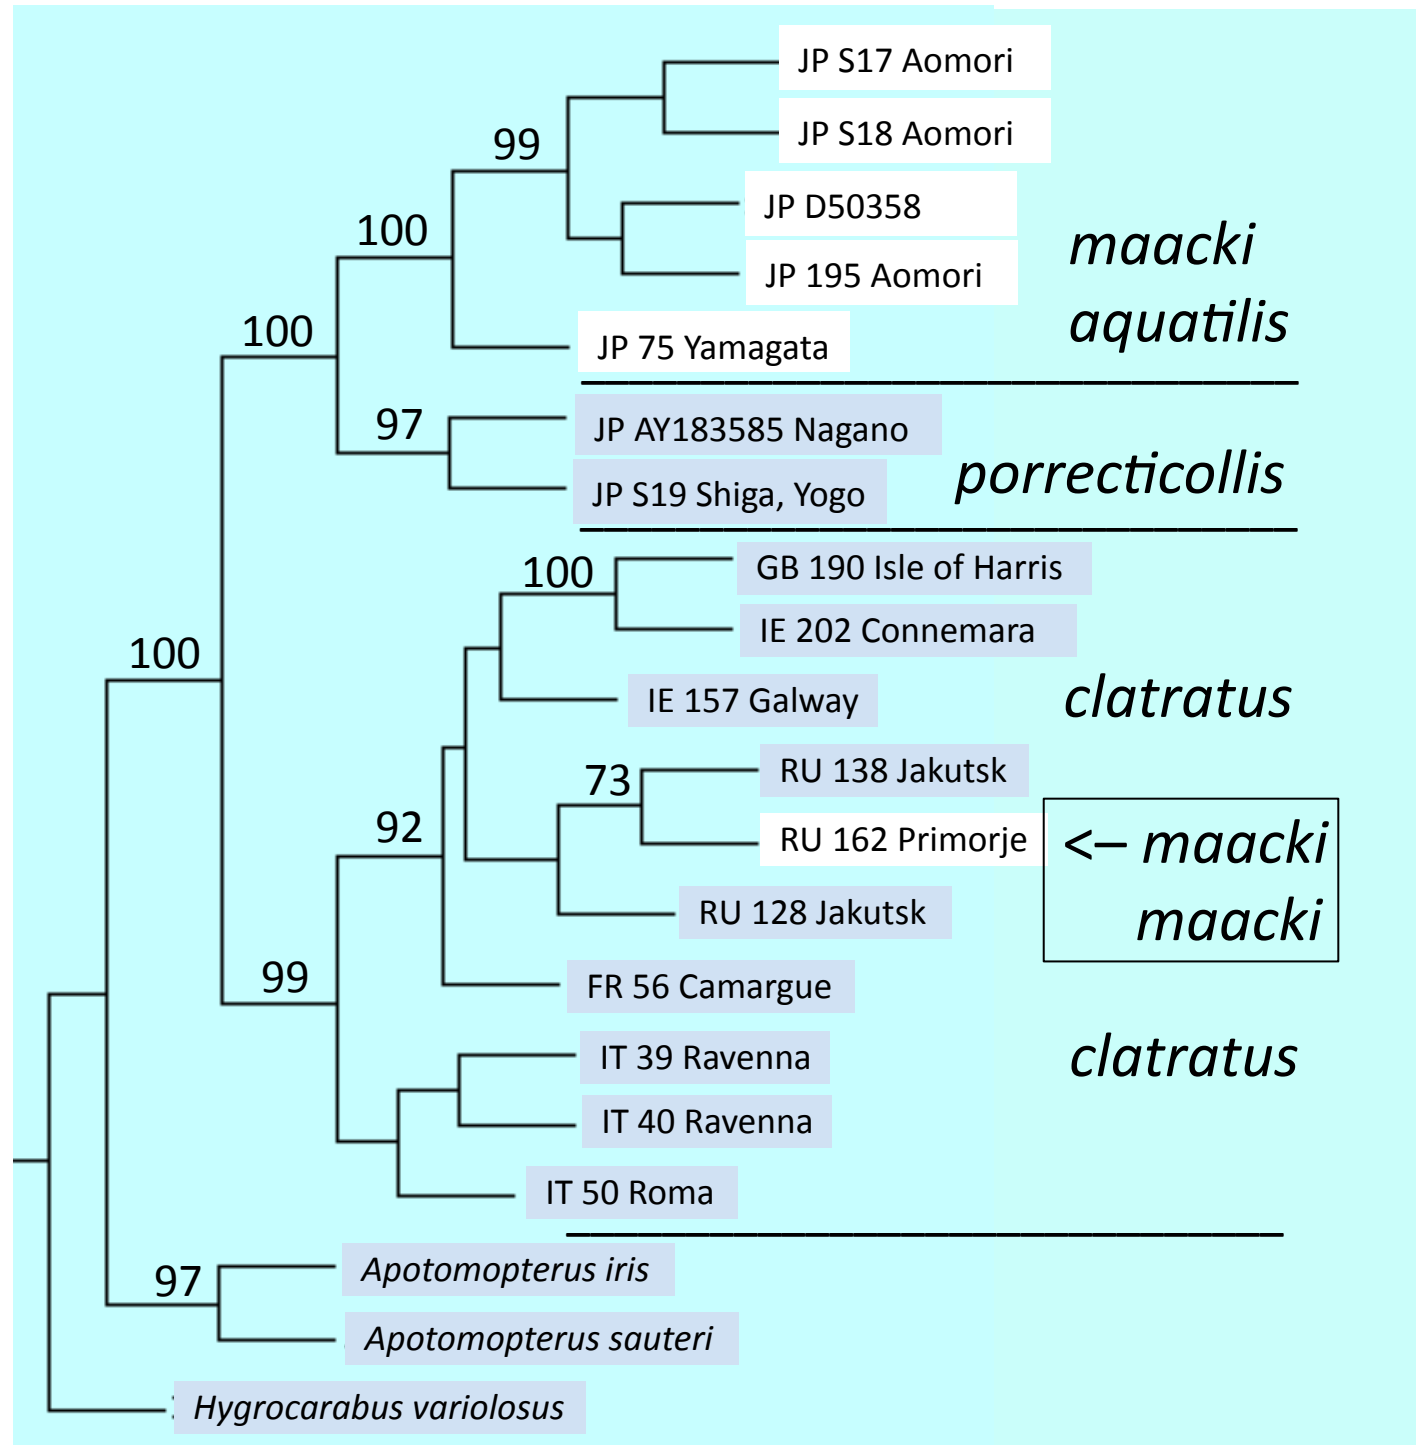 JP S17 Aomori
99
JP S18 Aomori
JP D50358
100
maacki
JP 195 Aomori
aquatilis
100
JP 75 Yamagata
97
JP AY183585 Nagano
porrecticollis
JP S19 Shiga, Yogo
100
GB 190 Isle of Harris
IE 202 Connemara
100
IE 157 Galway
clatratus
73
RU 138 Jakutsk
92
RU 162 Primorje
<– maacki
maacki
RU 128 Jakutsk
99
FR 56 Camargue
IT 39 Ravenna
clatratus
IT 40 Ravenna
IT 50 Roma
97
Apotomopterus iris
Apotomopterus sauteri
Hygrocarabus variolosus